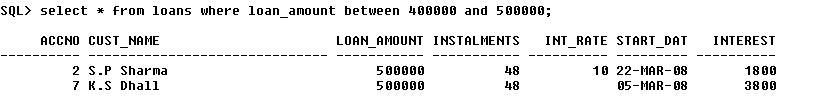 SQL> select * from loans where loan_amount between 400000 and 500000;
ACCNO CUST_NAME LOAN_AMOUNT INSTALMENTS INT_RATE START_DAT INTEREST
---------- ------------------------------ ----------- ----------- ---------- --------- ----------
2 S.P Sharma 500000 48 10 22-MAR-08 1800
7 K.S Dhall 500000 48 05-MAR-08 3800